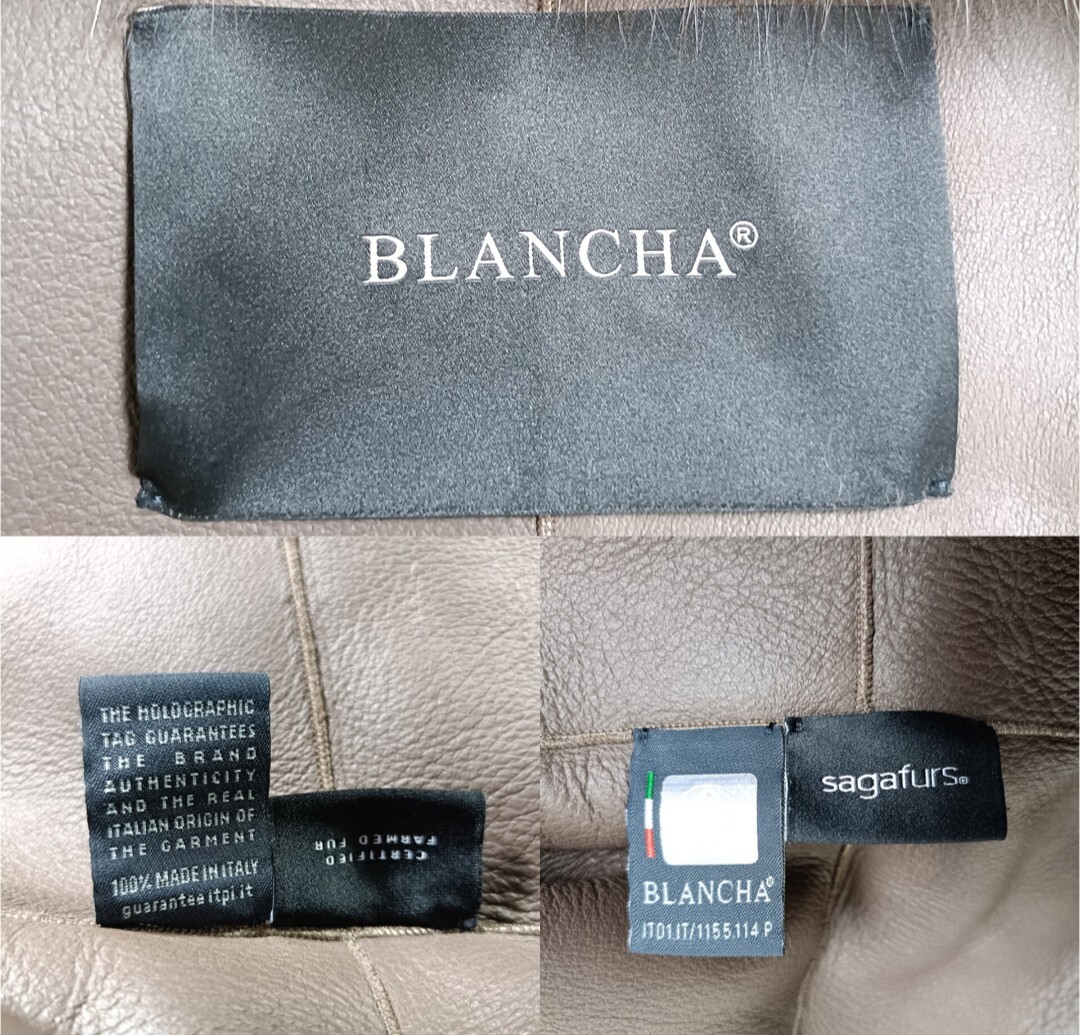 BLANCHA®
THE HOLOGRAPHIC
TAG GUARANTEES
THE BRAND
AUTHENTICITY
AND THE REAL
ITALIAN ORIGIN OF
THE GARMENT
100% MADE IN ITALY
guarantee itpi.it
CERTIFIED
FARMED FUR
sagafurs®
BLANCHA®
IT01.IT/1155.114 P